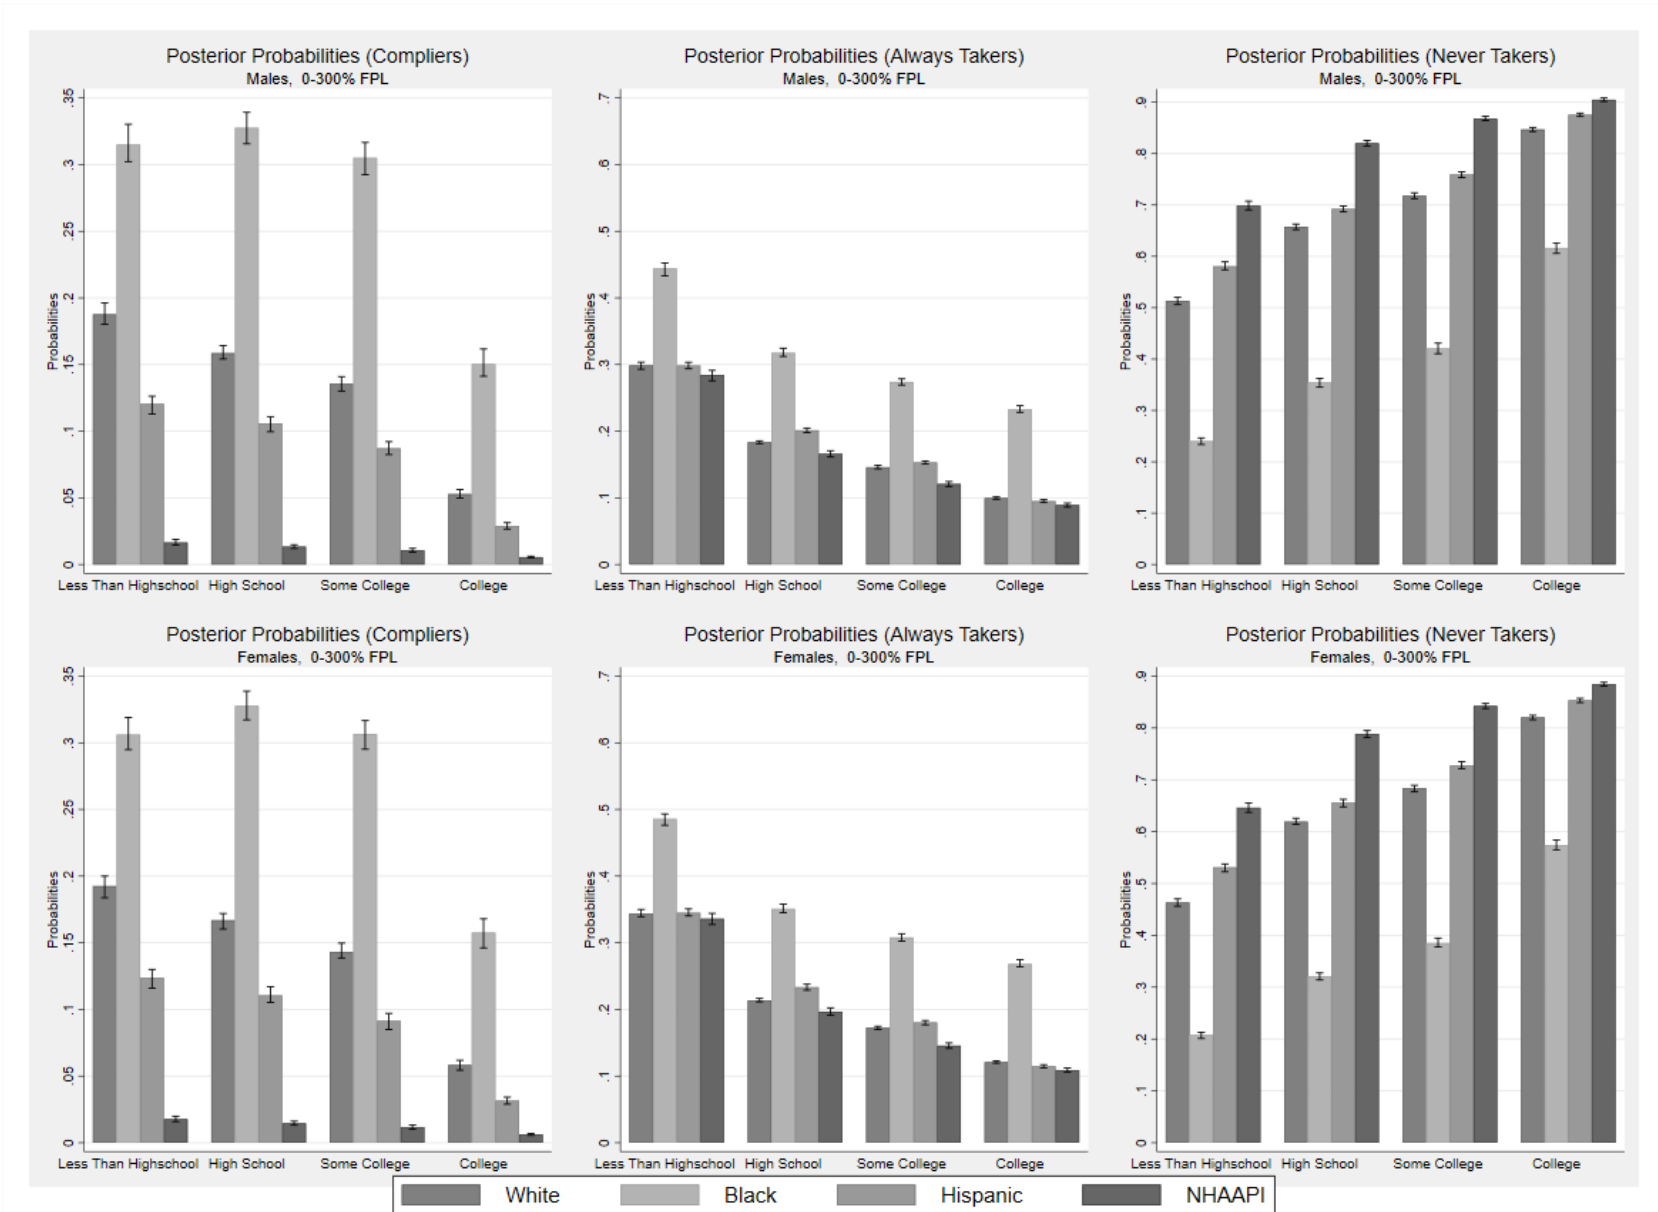 Posterior Probabilities (Compliers)
Males, 0-300% FPL
Probabilities
0 .05 .1 .15 .2 .25 .3 .35
Less Than Highschool High School Some College College
Posterior Probabilities (Always Takers)
Males, 0-300% FPL
Probabilities
0 .1 .2 .3 .4 .5 .6 .7
Less Than Highschool High School Some College College
Posterior Probabilities (Never Takers)
Males, 0-300% FPL
Probabilities
0 .1 .2 .3 .4 .5 .6 .7 .8 .9
Less Than Highschool High School Some College College
Posterior Probabilities (Compliers)
Females, 0-300% FPL
Probabilities
0 .05 .1 .15 .2 .25 .3 .35
Less Than Highschool High School Some College College
Posterior Probabilities (Always Takers)
Females, 0-300% FPL
Probabilities
0 .1 .2 .3 .4 .5 .6 .7
Less Than Highschool High School Some College College
Posterior Probabilities (Never Takers)
Females, 0-300% FPL
Probabilities
0 .1 .2 .3 .4 .5 .6 .7 .8 .9
Less Than Highschool High School Some College College
White Black Hispanic NHAAPI